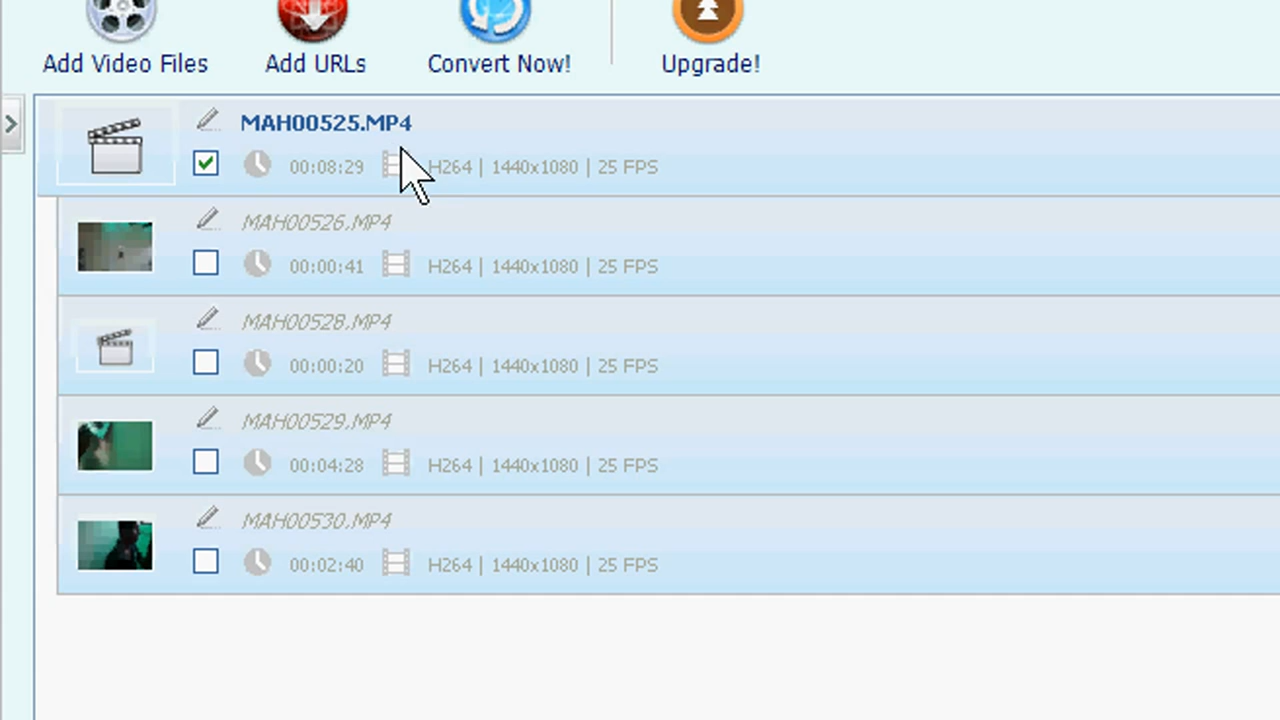 Add Video Files
Add URLs
Convert Now!
Upgrade!
MAH00525.MP4
00:08:29 H264 | 1440x1080 | 25 FPS
MAH00526.MP4
00:00:41 H264 | 1440x1080 | 25 FPS
MAH00528.MP4
00:00:20 H264 | 1440x1080 | 25 FPS
MAH00529.MP4
00:04:28 H264 | 1440x1080 | 25 FPS
MAH00530.MP4
00:02:40 H264 | 1440x1080 | 25 FPS